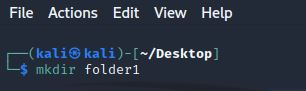 File Actions Edit View Help
┌──(kali㉿kali)-[~/Desktop]
└─$ mkdir folder1